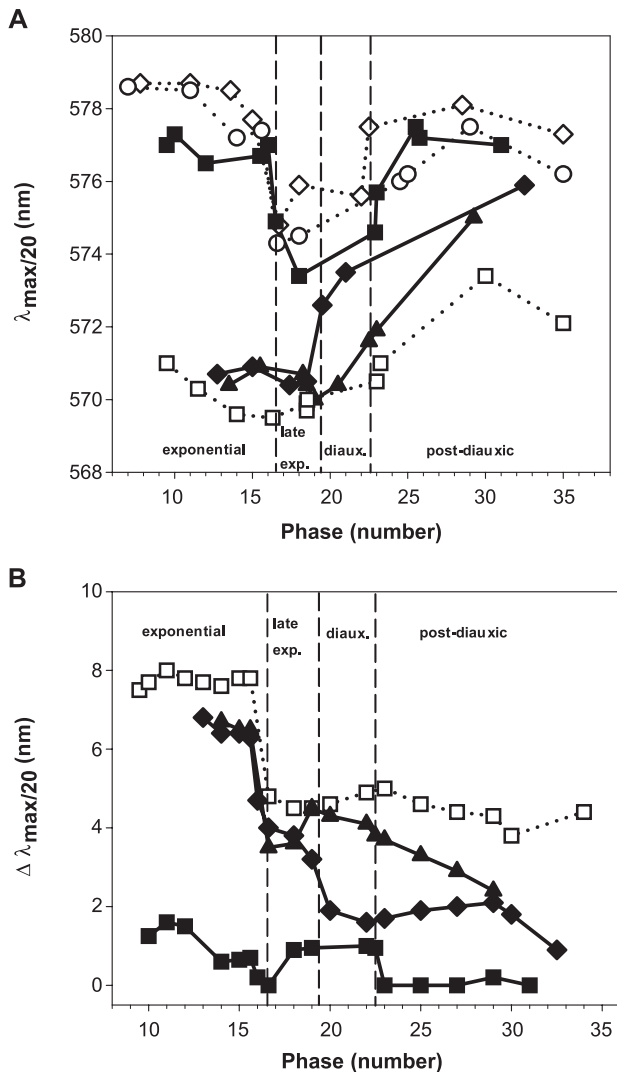 A
578
576
574
572
570
568
λmax/20 (nm)
exponential
late
exp.
diaux.
post-diauxic
10 15 20 25 30 35
Phase (number)
B
10
8
6
4
2
0
Δ λmax/20 (nm)
exponential
late
exp.
diaux.
post-diauxic
10 15 20 25 30 35
Phase (number)